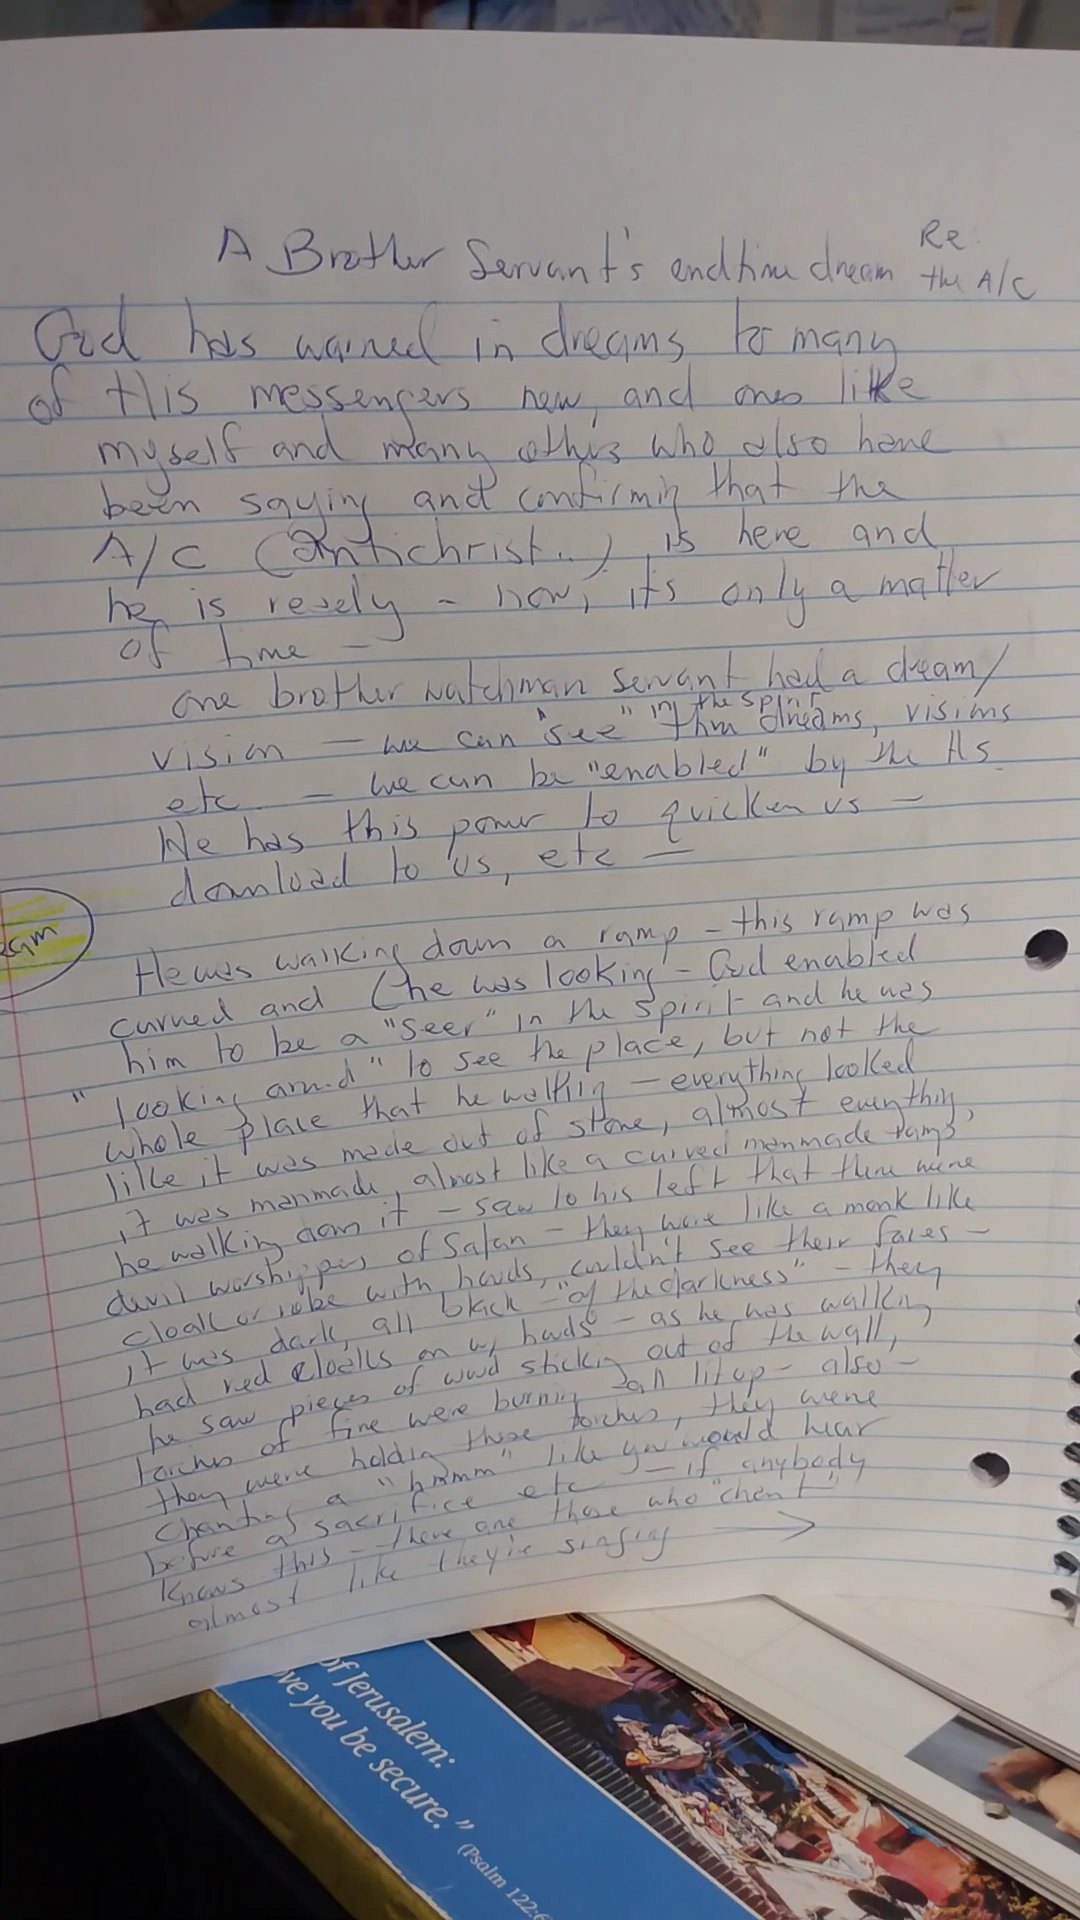 A Brother Servant's endtime dream Re: the A/C
God has warned in dreams to many
of His messengers new, and ones like
myself and many othis who also have
been saying and confirmin that the
A/C (Antichrist..) is here and
he is redely - now, it's only a matter
of time -
one brother watchman servant had a dream/
vision - we can "see" in the spirit thru dreams, visions
etc. - we can be "enabled" by the HS
He has this power to quicken us -
download to us, etc -
eam
He was walking down a ramp - this ramp was
curved and (he was looking - God enabled
him to be a "seer" in the spirit and he was
"looking around" to see the place, but not the
whole place that he walking - everything looked
like it was made out of stone, almost everything,
it was manmade, almost like a curved manmade ramp
he walking down it - saw to his left that there were
devil worshippers of Satan - they were like a monk like
cloak or robe with hoods, couldn't see their faces -
it was dark, all black - "of the darkness" - they
had red cloaks on w/ hoods - as he was walking,
he saw pieces of wood stickig out of the wall,
torches of fire were burning - all lit up - also -
they were holdin these torches, they were
chanting a "hmmm" like you would hear
before a sacrifice etc - if anybody
knows this - there are those who "chant"
almost like they're singing →
of Jerusalem:
ove you be secure."
(Psalm 122:6